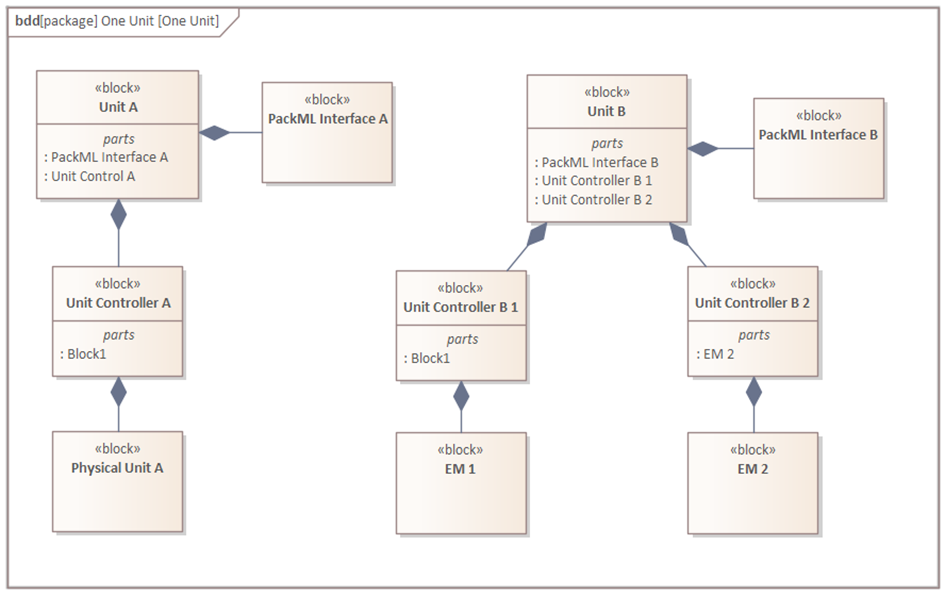 bdd[package] One Unit [One Unit]
«block»
Unit A
parts
: PackML Interface A
: Unit Control A
«block»
PackML Interface A
«block»
Unit B
parts
: PackML Interface B
: Unit Controller B 1
: Unit Controller B 2
«block»
PackML Interface B
«block»
Unit Controller A
parts
: Block1
«block»
Unit Controller B 1
parts
: Block1
«block»
Unit Controller B 2
parts
: EM 2
«block»
Physical Unit A
«block»
EM 1
«block»
EM 2